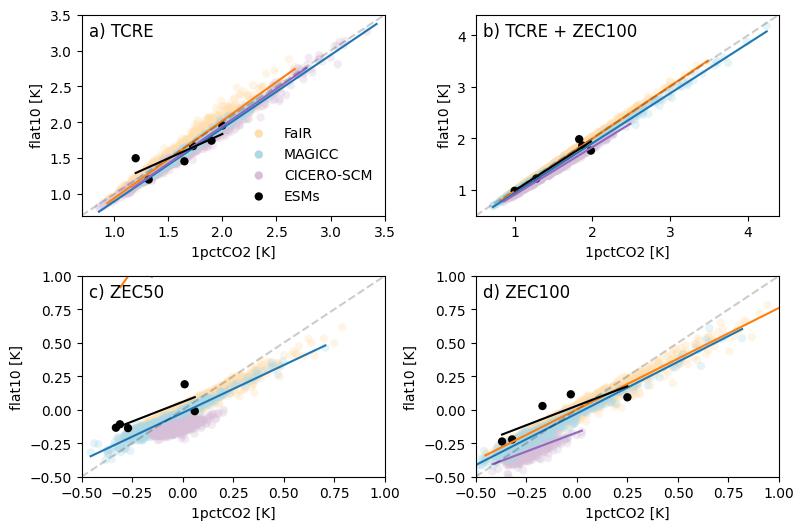 a) TCRE
3.5
3.0
2.5
2.0
1.5
1.0
flat10 [K]
FaIR
MAGICC
CICERO-SCM
ESMs
1.0 1.5 2.0 2.5 3.0 3.5
1pctCO2 [K]
b) TCRE + ZEC100
4
3
2
1
flat10 [K]
1 2 3 4
1pctCO2 [K]
c) ZEC50
1.00
0.75
0.50
0.25
0.00
−0.25
−0.50
flat10 [K]
−0.50 −0.25 0.00 0.25 0.50 0.75 1.00
1pctCO2 [K]
d) ZEC100
1.00
0.75
0.50
0.25
0.00
−0.25
−0.50
flat10 [K]
−0.50 −0.25 0.00 0.25 0.50 0.75 1.00
1pctCO2 [K]